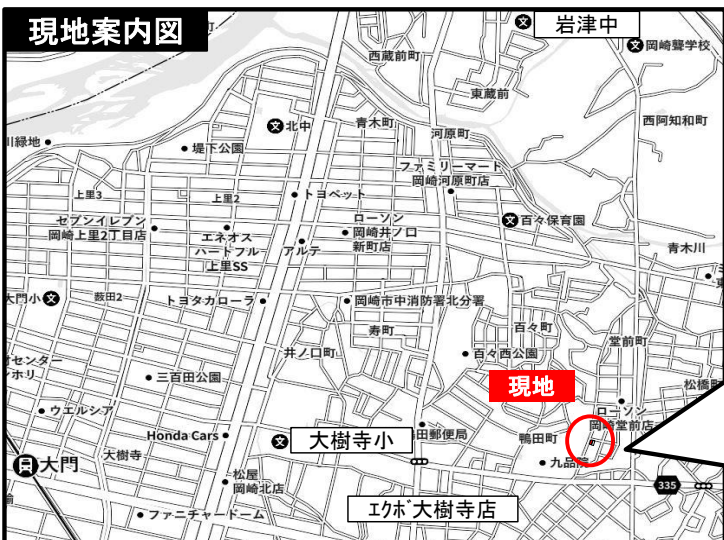 現地案内図
岩津中
岡崎聾学校
西蔵前町
東蔵前
西阿知和町
北中
青木町
河原町
川緑地
堤下公園
ファミリーマート
岡崎河原町店
上里3
上里2
トヨペット
セブンイレブン
岡崎上里2丁目店
エネオス
ハートフル
上里SS
アルテ
ローソン
岡崎井ノ口
新町店
百々保育園
青木川
大門小
薮田2
トヨタカローラ
岡崎市中消防署北分署
寿町
百々町
堂前町
井ノ口町
百々西公園
センター
ホリ
三百田公園
現地
松橋町
ウエルシア
ローソン
岡崎堂前店
Honda Cars
大樹寺小
田郵便局
鴨田町
九品院
大門
大樹寺
松屋
岡崎北店
335
ファニチャードーム
エクボ大樹寺店